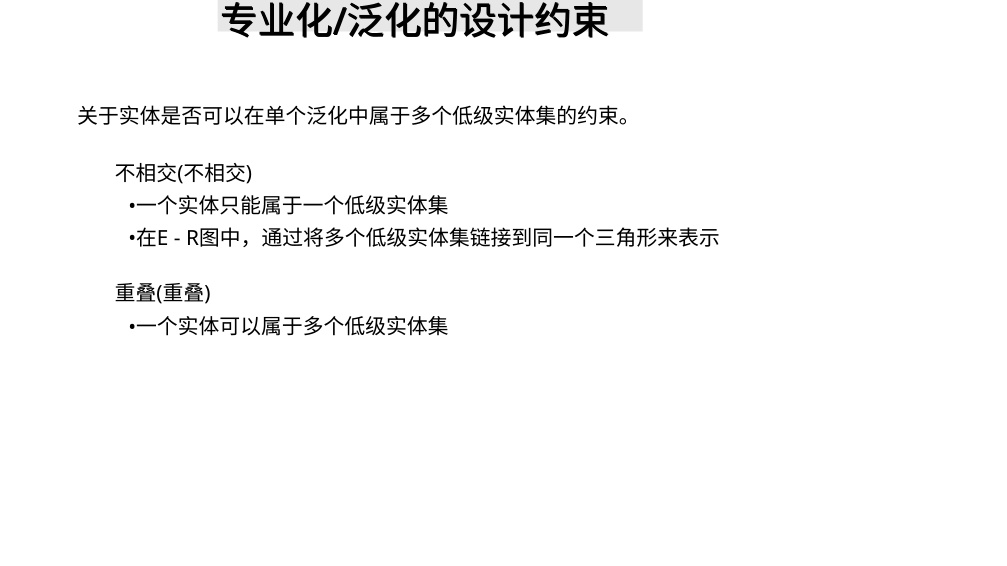 专业化/泛化的设计约束
关于实体是否可以在单个泛化中属于多个低级实体集的约束。
不相交(不相交)
•一个实体只能属于一个低级实体集
•在E - R图中，通过将多个低级实体集链接到同一个三角形来表示
重叠(重叠)
•一个实体可以属于多个低级实体集